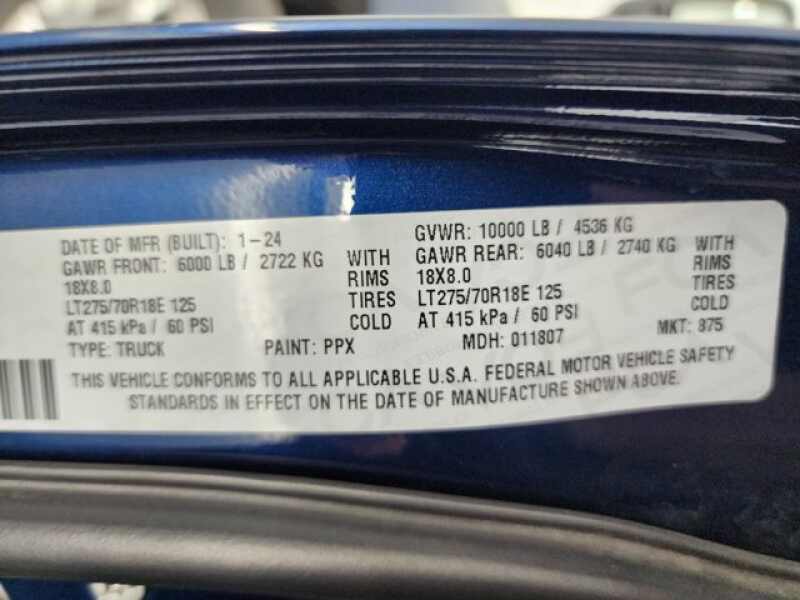 DATE OF MFR (BUILT): 1-24 GVWR: 10000 LB / 4536 KG
GAWR FRONT: 6000 LB / 2722 KG WITH GAWR REAR: 6040 LB / 2740 KG WITH
18X8.0 RIMS 18X8.0 RIMS
LT275/70R18E 125 TIRES LT275/70R18E 125 TIRES
AT 415 kPa / 60 PSI COLD AT 415 kPa / 60 PSI COLD
TYPE: TRUCK PAINT: PPX MDH: 011807 MKT: 875
THIS VEHICLE CONFORMS TO ALL APPLICABLE U.S.A. FEDERAL MOTOR VEHICLE SAFETY
STANDARDS IN EFFECT ON THE DATE OF MANUFACTURE SHOWN ABOVE.